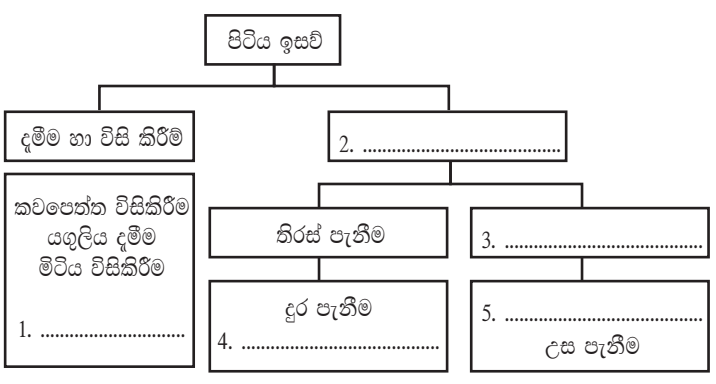 පිටිය ඉසව්
දැමීම හා විසි කිරීම්
2. .........................................
කවපෙත්ත විසිකිරීම
යගුලිය දැමීම
මිටිය විසිකිරීම
1. ..............................
තිරස් පැනීම
3. .........................................
දුර පැනීම
4. .........................................
5. .........................................
උස පැනීම